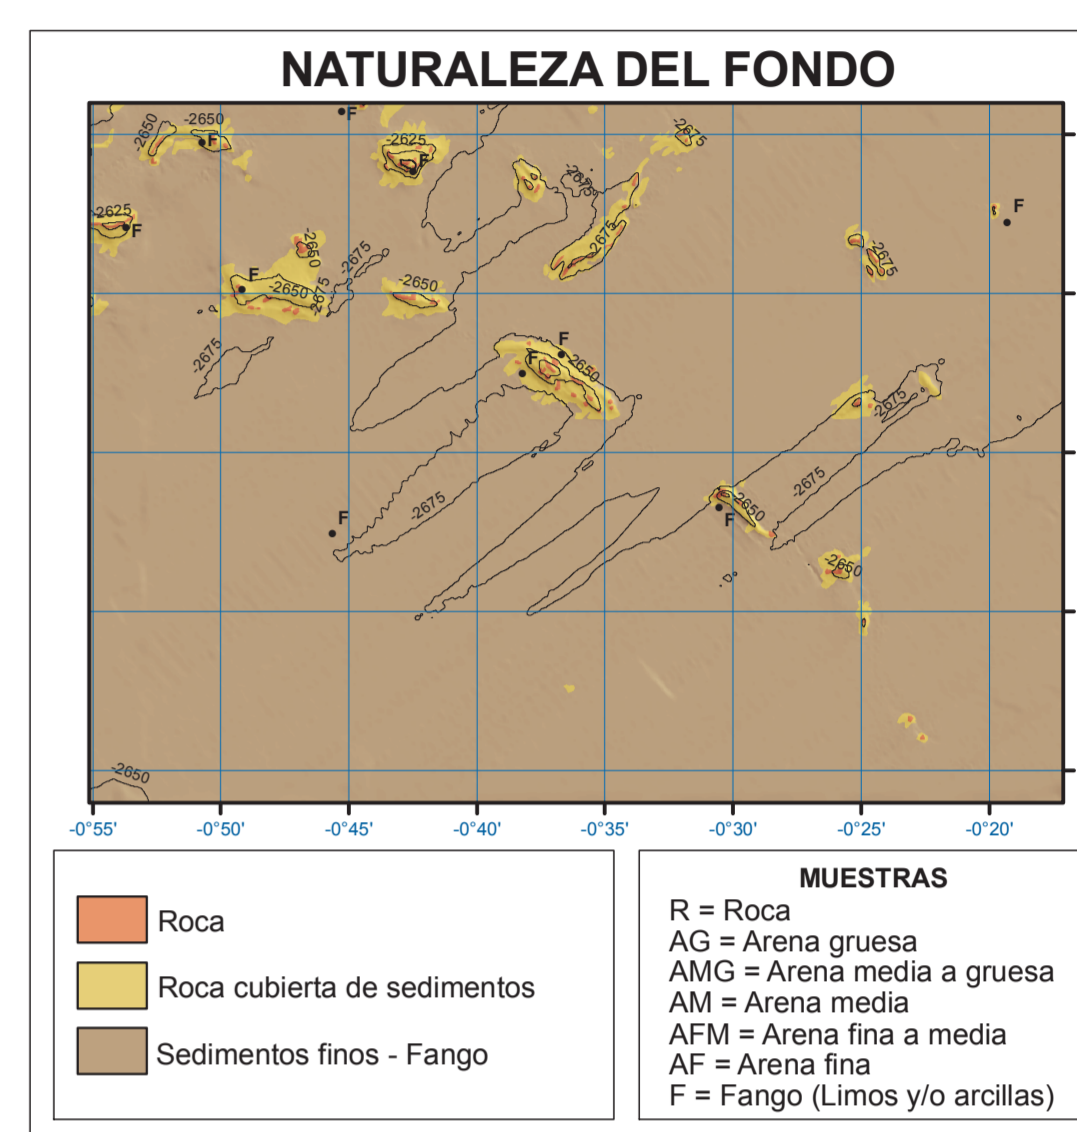 NATURALEZA DEL FONDO
F
-2650
-2650
F
-2625
F
-2675
-2675
-2625
F
F
-2650
-2675
-2675
-2675
F
-2650
-2675
-2650
-2675
F
F
-2650
-2675
-2675
-2675
-2650
F
F
-2650
-2650
-0°55'
-0°50'
-0°45'
-0°40'
-0°35'
-0°30'
-0°25'
-0°20'
Roca
Roca cubierta de sedimentos
Sedimentos finos - Fango
MUESTRAS
R = Roca
AG = Arena gruesa
AMG = Arena media a gruesa
AM = Arena media
AFM = Arena fina a media
AF = Arena fina
F = Fango (Limos y/o arcillas)